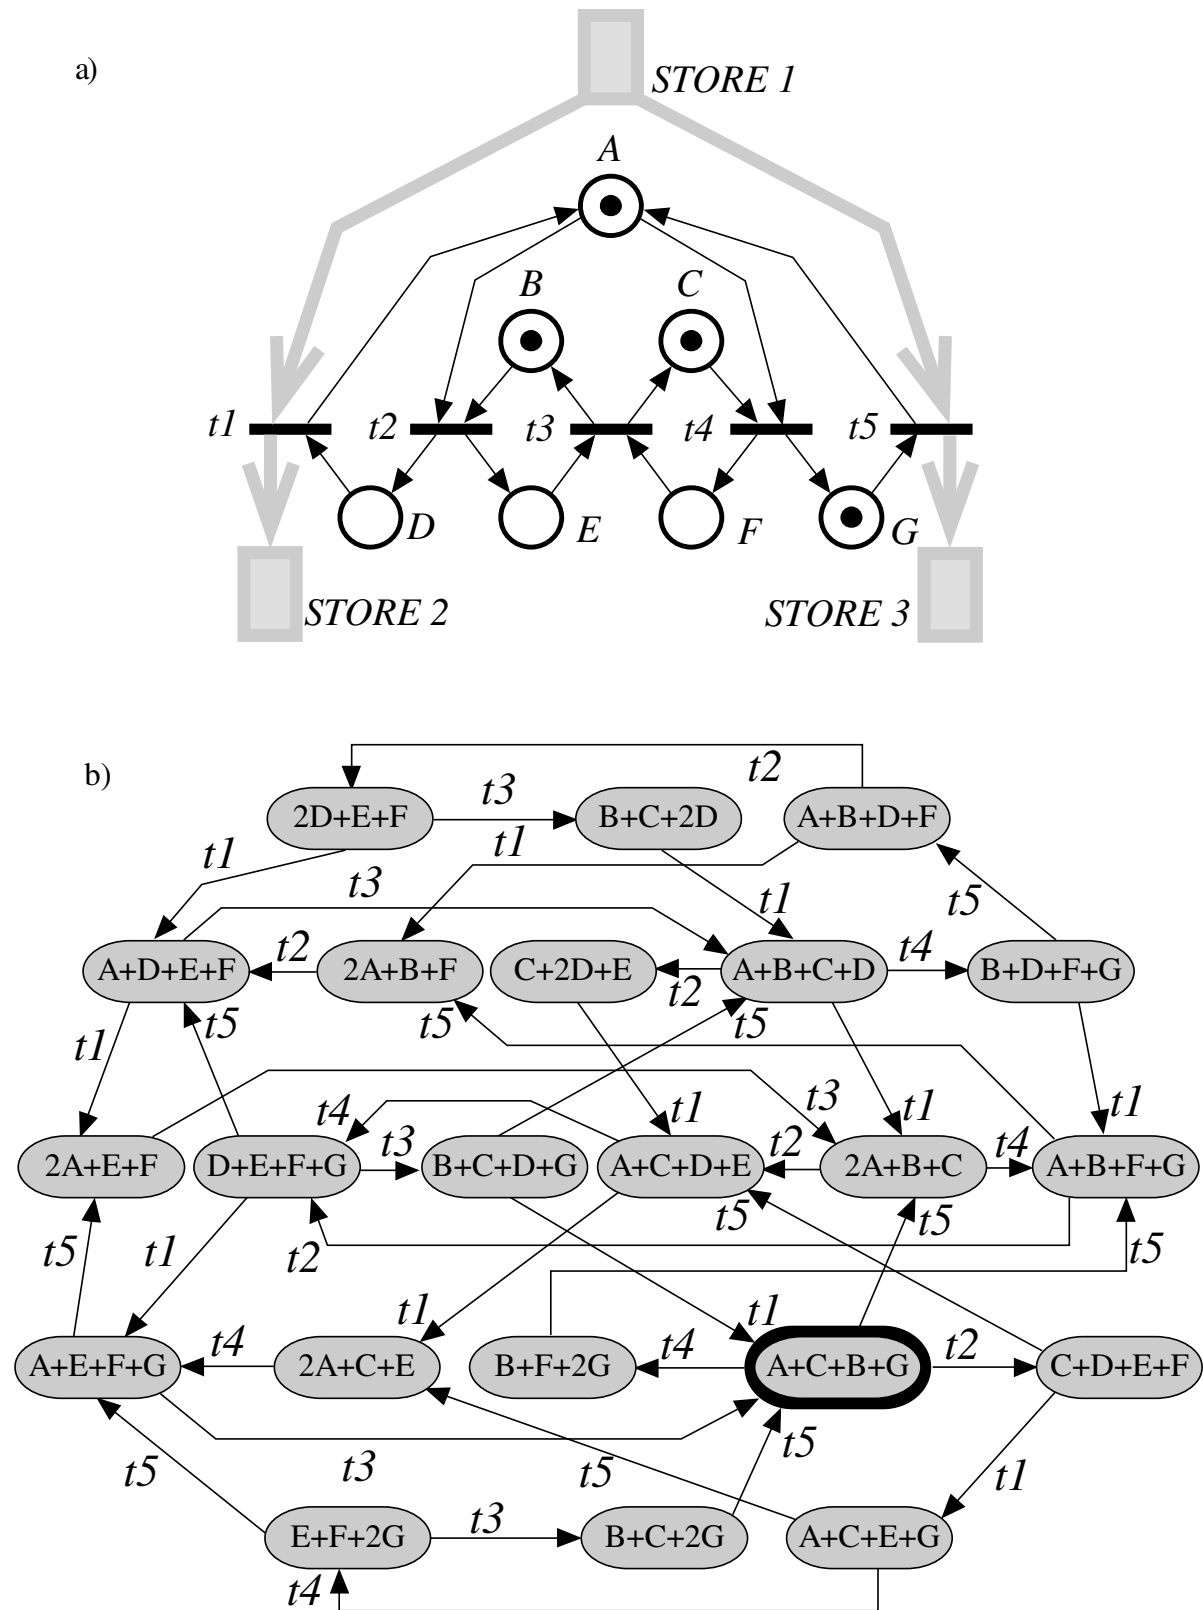 a)
STORE 1
A
B C
t1 t2 t3 t4 t5
D E F G
STORE 2 STORE 3
b)
t2
2D+E+F t3 B+C+2D A+B+D+F
t1 t1
t3 t1 t5
A+D+E+F t2 2A+B+F C+2D+E t2 A+B+C+D t4 B+D+F+G
t1 t5 t5 t5
t4 t1 t3 t1 t1
2A+E+F D+E+F+G t3 B+C+D+G A+C+D+E t2 2A+B+C t4 A+B+F+G
t5 t1 t2 t5 t5 t5
t1 t1
A+E+F+G t4 2A+C+E B+F+2G t4 A+C+B+G t2 C+D+E+F
t5 t3 t5 t5 t1
E+F+2G t3 B+C+2G A+C+E+G
t4